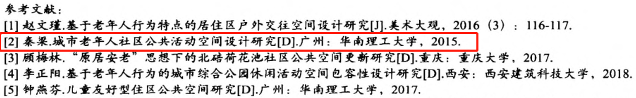 参考文献：
[1] 赵文瑾.基于老年人行为特点的居住区户外交往空间设计研究[J].美术大观，2016（3）：116-117.
[2] 秦梁.城市老年人社区公共活动空间设计研究[D].广州：华南理工大学，2015.
[3] 顾梅林.“原居安老”思想下的北碚荷花池社区公共空间更新研究[D].重庆：重庆大学，2017.
[4] 李正阳.基于老年人行为的城市综合公园休闲活动空间包容性设计研究[D].西安：西安建筑科技大学，2018.
[5] 钟燕芬.儿童友好型住区公共空间设计研究[D].广州：华南理工大学，2017.